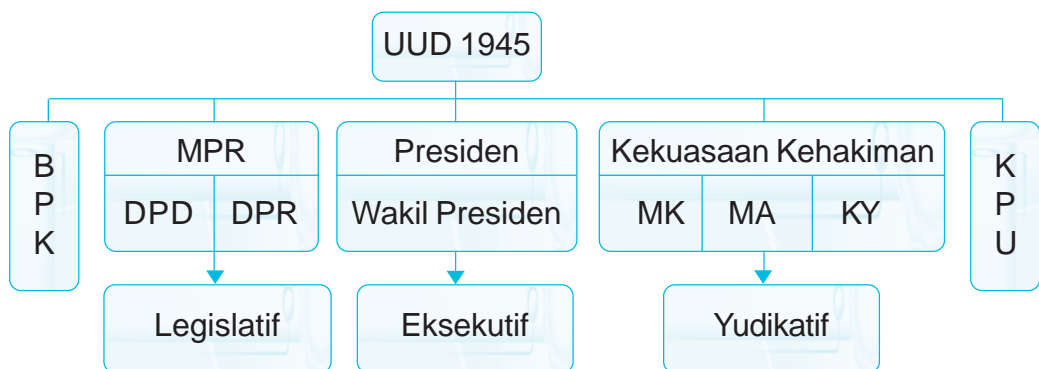 UUD 1945
B
P
K
MPR
DPD DPR
Presiden
Wakil Presiden
Kekuasaan Kehakiman
MK MA KY
K
P
U
Legislatif
Eksekutif
Yudikatif